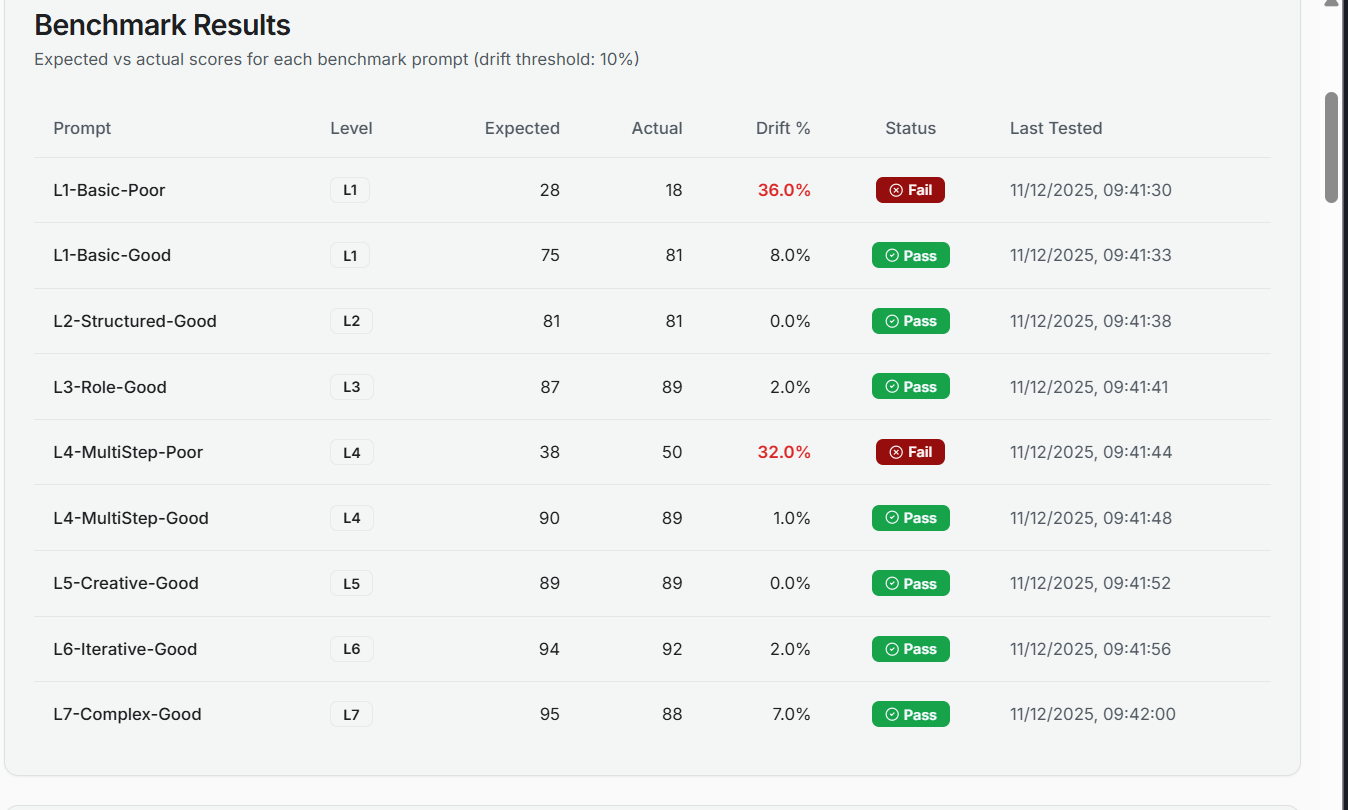 Benchmark Results
Expected vs actual scores for each benchmark prompt (drift threshold: 10%)
Prompt Level Expected Actual Drift % Status Last Tested
L1-Basic-Poor L1 28 18 36.0% Fail 11/12/2025, 09:41:30
L1-Basic-Good L1 75 81 8.0% Pass 11/12/2025, 09:41:33
L2-Structured-Good L2 81 81 0.0% Pass 11/12/2025, 09:41:38
L3-Role-Good L3 87 89 2.0% Pass 11/12/2025, 09:41:41
L4-MultiStep-Poor L4 38 50 32.0% Fail 11/12/2025, 09:41:44
L4-MultiStep-Good L4 90 89 1.0% Pass 11/12/2025, 09:41:48
L5-Creative-Good L5 89 89 0.0% Pass 11/12/2025, 09:41:52
L6-Iterative-Good L6 94 92 2.0% Pass 11/12/2025, 09:41:56
L7-Complex-Good L7 95 88 7.0% Pass 11/12/2025, 09:42:00